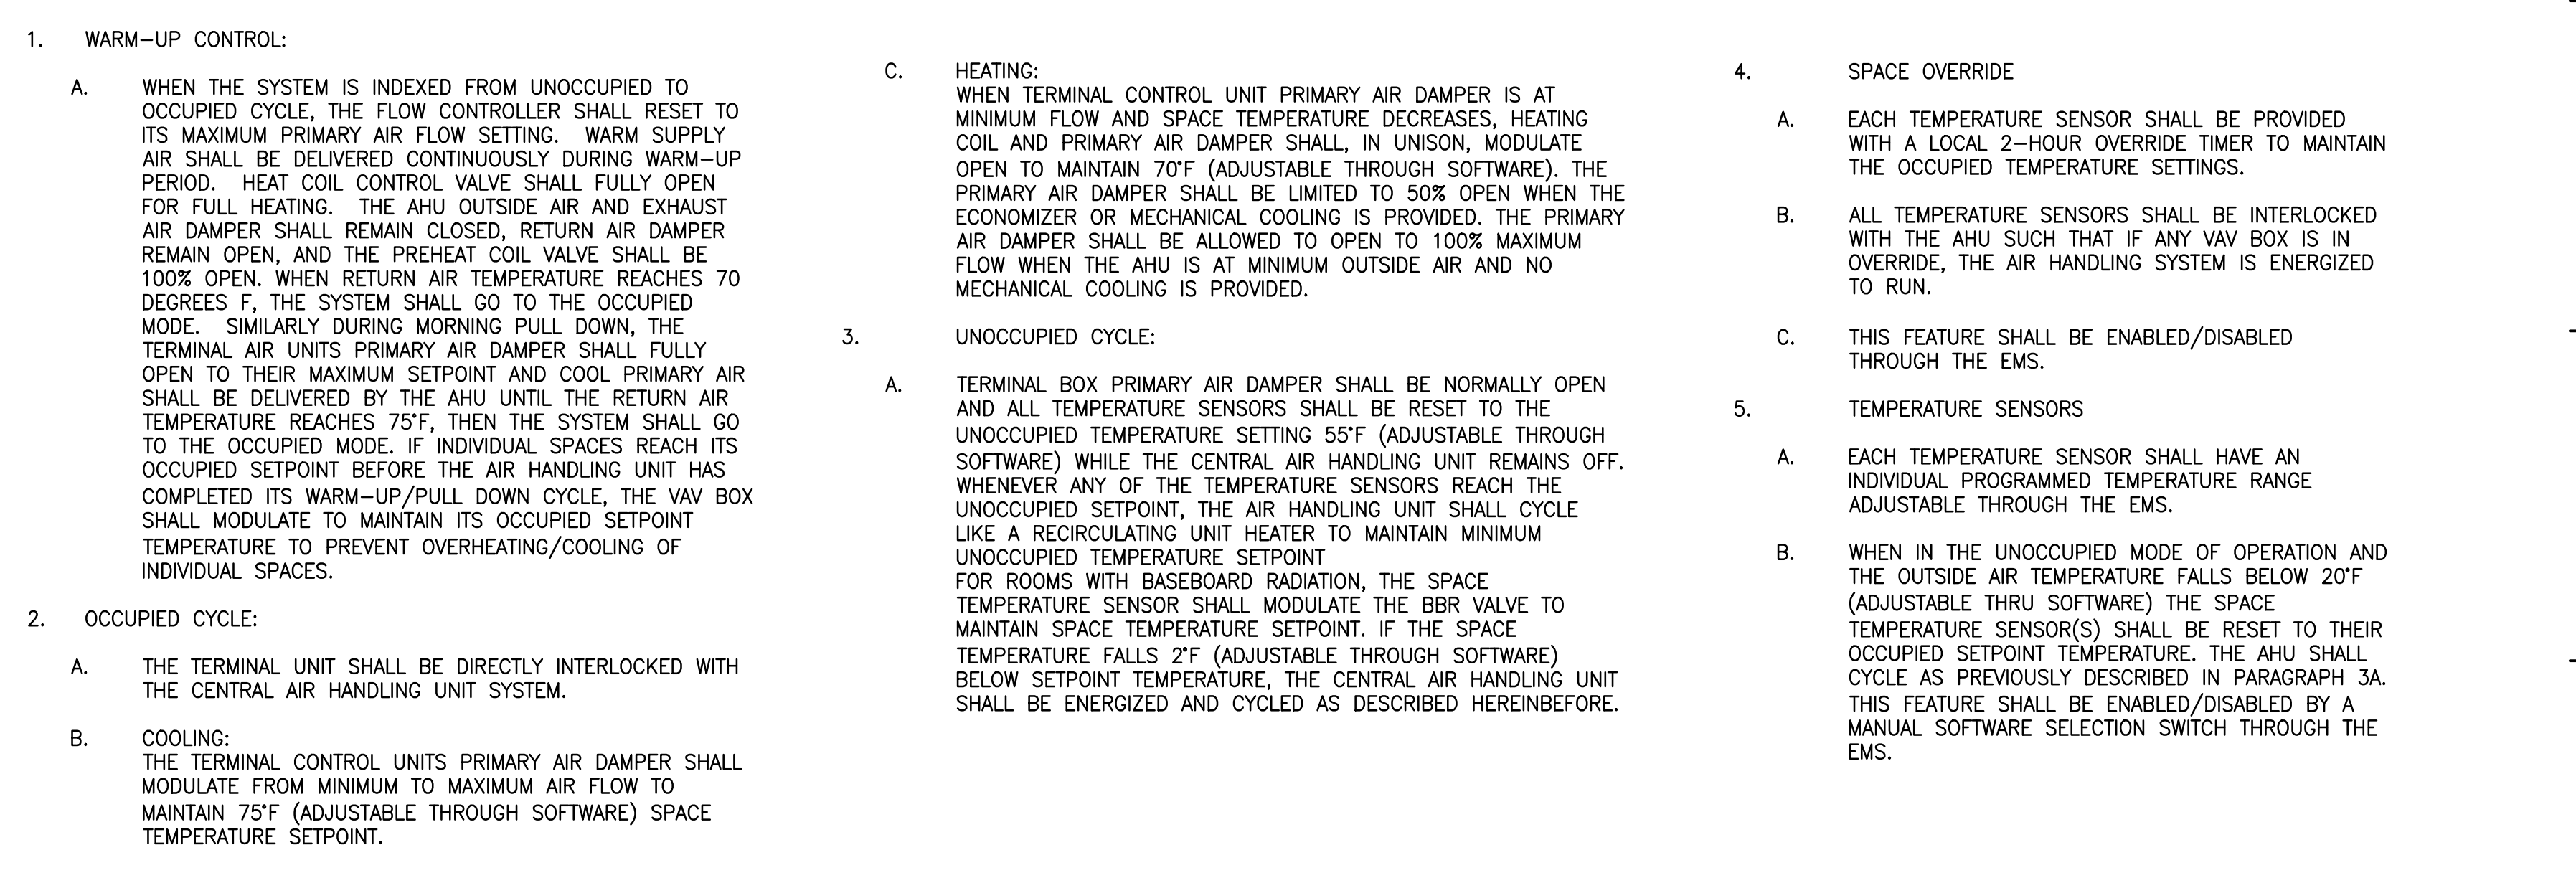 1. WARM-UP CONTROL:
A. WHEN THE SYSTEM IS INDEXED FROM UNOCCUPIED TO
OCCUPIED CYCLE, THE FLOW CONTROLLER SHALL RESET TO
ITS MAXIMUM PRIMARY AIR FLOW SETTING. WARM SUPPLY
AIR SHALL BE DELIVERED CONTINUOUSLY DURING WARM-UP
PERIOD. HEAT COIL CONTROL VALVE SHALL FULLY OPEN
FOR FULL HEATING. THE AHU OUTSIDE AIR AND EXHAUST
AIR DAMPER SHALL REMAIN CLOSED, RETURN AIR DAMPER
REMAIN OPEN, AND THE PREHEAT COIL VALVE SHALL BE
100% OPEN. WHEN RETURN AIR TEMPERATURE REACHES 70
DEGREES F, THE SYSTEM SHALL GO TO THE OCCUPIED
MODE. SIMILARLY DURING MORNING PULL DOWN, THE
TERMINAL AIR UNITS PRIMARY AIR DAMPER SHALL FULLY
OPEN TO THEIR MAXIMUM SETPOINT AND COOL PRIMARY AIR
SHALL BE DELIVERED BY THE AHU UNTIL THE RETURN AIR
TEMPERATURE REACHES 75°F, THEN THE SYSTEM SHALL GO
TO THE OCCUPIED MODE. IF INDIVIDUAL SPACES REACH ITS
OCCUPIED SETPOINT BEFORE THE AIR HANDLING UNIT HAS
COMPLETED ITS WARM-UP/PULL DOWN CYCLE, THE VAV BOX
SHALL MODULATE TO MAINTAIN ITS OCCUPIED SETPOINT
TEMPERATURE TO PREVENT OVERHEATING/COOLING OF
INDIVIDUAL SPACES.
2. OCCUPIED CYCLE:
A. THE TERMINAL UNIT SHALL BE DIRECTLY INTERLOCKED WITH
THE CENTRAL AIR HANDLING UNIT SYSTEM.
B. COOLING:
THE TERMINAL CONTROL UNITS PRIMARY AIR DAMPER SHALL
MODULATE FROM MINIMUM TO MAXIMUM AIR FLOW TO
MAINTAIN 75°F (ADJUSTABLE THROUGH SOFTWARE) SPACE
TEMPERATURE SETPOINT.
C. HEATING:
WHEN TERMINAL CONTROL UNIT PRIMARY AIR DAMPER IS AT
MINIMUM FLOW AND SPACE TEMPERATURE DECREASES, HEATING
COIL AND PRIMARY AIR DAMPER SHALL, IN UNISON, MODULATE
OPEN TO MAINTAIN 70°F (ADJUSTABLE THROUGH SOFTWARE). THE
PRIMARY AIR DAMPER SHALL BE LIMITED TO 50% OPEN WHEN THE
ECONOMIZER OR MECHANICAL COOLING IS PROVIDED. THE PRIMARY
AIR DAMPER SHALL BE ALLOWED TO OPEN TO 100% MAXIMUM
FLOW WHEN THE AHU IS AT MINIMUM OUTSIDE AIR AND NO
MECHANICAL COOLING IS PROVIDED.
3. UNOCCUPIED CYCLE:
A. TERMINAL BOX PRIMARY AIR DAMPER SHALL BE NORMALLY OPEN
AND ALL TEMPERATURE SENSORS SHALL BE RESET TO THE
UNOCCUPIED TEMPERATURE SETTING 55°F (ADJUSTABLE THROUGH
SOFTWARE) WHILE THE CENTRAL AIR HANDLING UNIT REMAINS OFF.
WHENEVER ANY OF THE TEMPERATURE SENSORS REACH THE
UNOCCUPIED SETPOINT, THE AIR HANDLING UNIT SHALL CYCLE
LIKE A RECIRCULATING UNIT HEATER TO MAINTAIN MINIMUM
UNOCCUPIED TEMPERATURE SETPOINT
FOR ROOMS WITH BASEBOARD RADIATION, THE SPACE
TEMPERATURE SENSOR SHALL MODULATE THE BBR VALVE TO
MAINTAIN SPACE TEMPERATURE SETPOINT. IF THE SPACE
TEMPERATURE FALLS 2°F (ADJUSTABLE THROUGH SOFTWARE)
BELOW SETPOINT TEMPERATURE, THE CENTRAL AIR HANDLING UNIT
SHALL BE ENERGIZED AND CYCLED AS DESCRIBED HEREINBEFORE.
4. SPACE OVERRIDE
A. EACH TEMPERATURE SENSOR SHALL BE PROVIDED
WITH A LOCAL 2-HOUR OVERRIDE TIMER TO MAINTAIN
THE OCCUPIED TEMPERATURE SETTINGS.
B. ALL TEMPERATURE SENSORS SHALL BE INTERLOCKED
WITH THE AHU SUCH THAT IF ANY VAV BOX IS IN
OVERRIDE, THE AIR HANDLING SYSTEM IS ENERGIZED
TO RUN.
C. THIS FEATURE SHALL BE ENABLED/DISABLED
THROUGH THE EMS.
5. TEMPERATURE SENSORS
A. EACH TEMPERATURE SENSOR SHALL HAVE AN
INDIVIDUAL PROGRAMMED TEMPERATURE RANGE
ADJUSTABLE THROUGH THE EMS.
B. WHEN IN THE UNOCCUPIED MODE OF OPERATION AND
THE OUTSIDE AIR TEMPERATURE FALLS BELOW 20°F
(ADJUSTABLE THRU SOFTWARE) THE SPACE
TEMPERATURE SENSOR(S) SHALL BE RESET TO THEIR
OCCUPIED SETPOINT TEMPERATURE. THE AHU SHALL
CYCLE AS PREVIOUSLY DESCRIBED IN PARAGRAPH 3A.
THIS FEATURE SHALL BE ENABLED/DISABLED BY A
MANUAL SOFTWARE SELECTION SWITCH THROUGH THE
EMS.